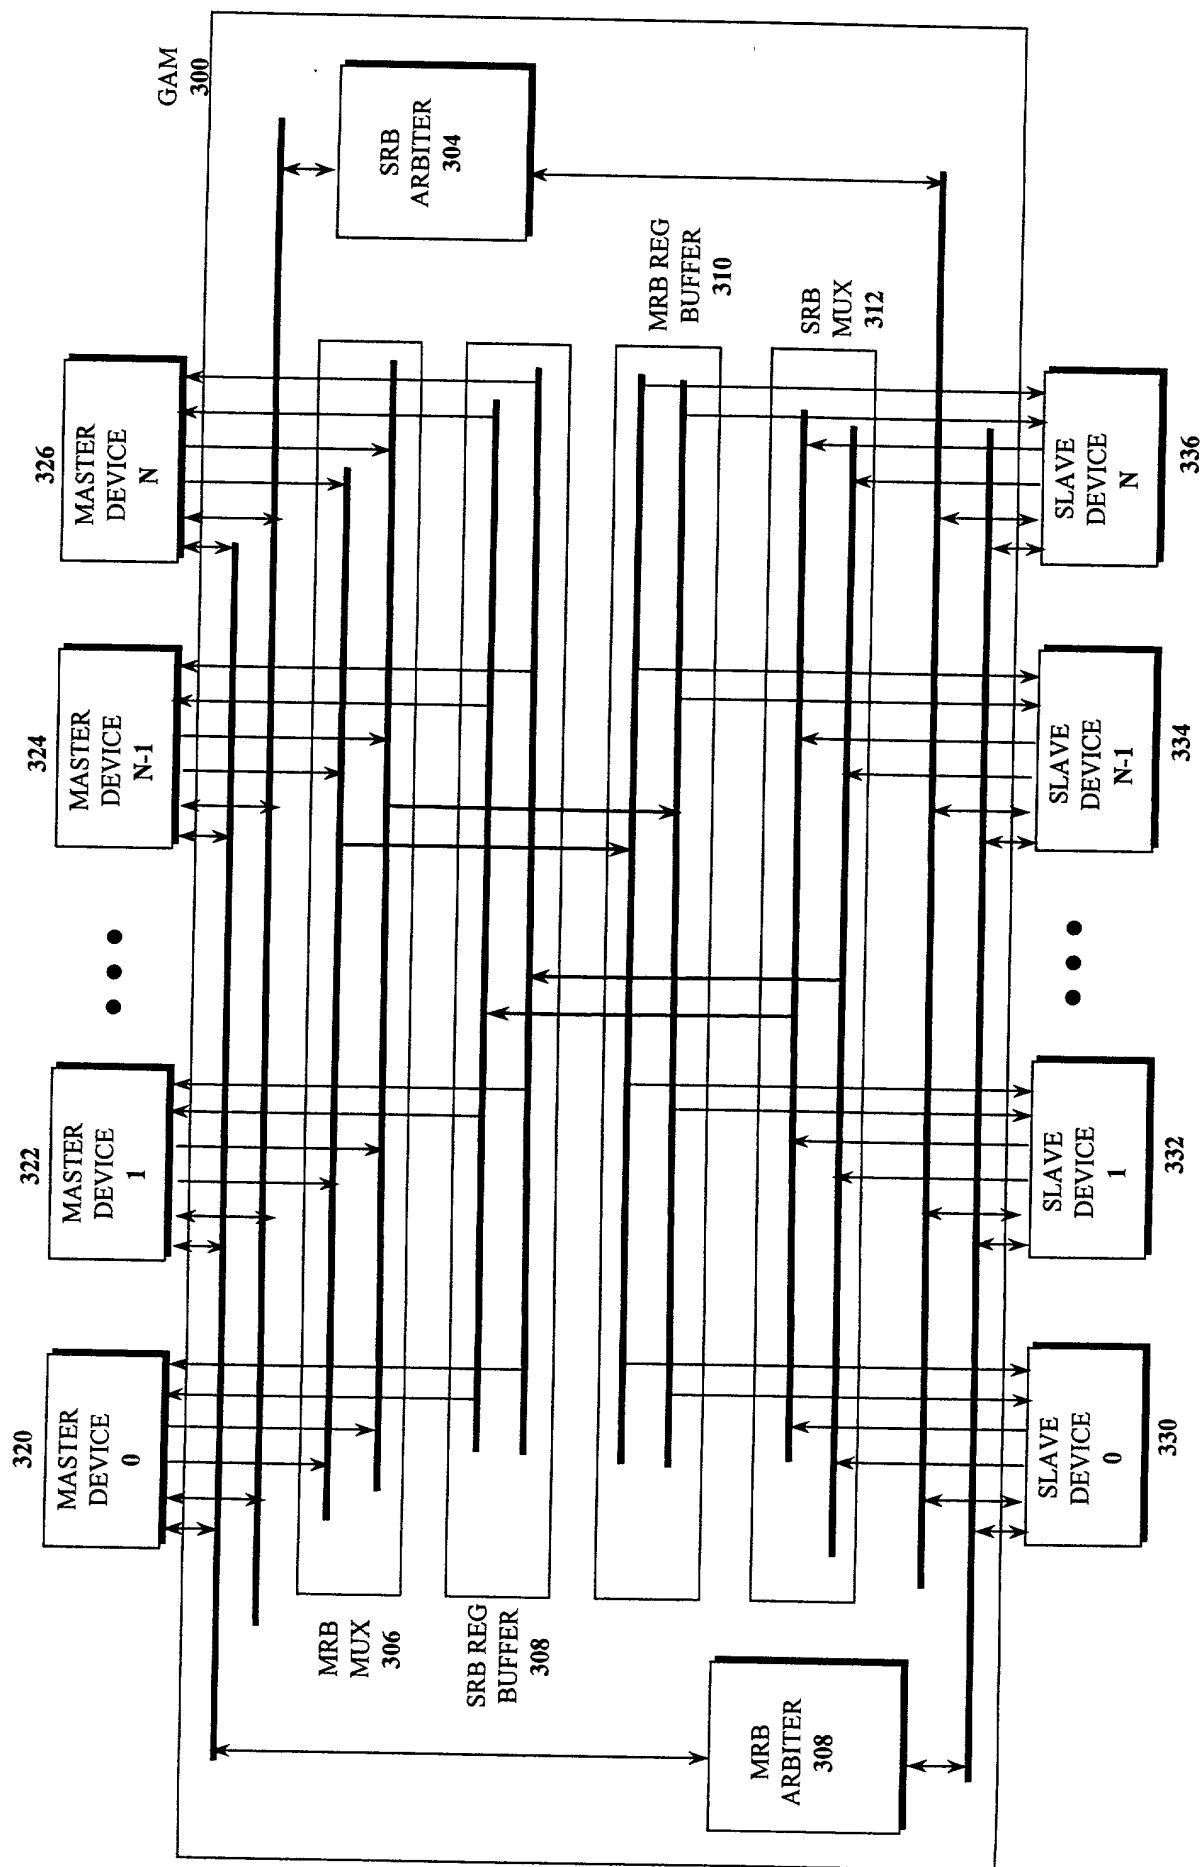 GAM
300
320
MASTER
DEVICE
0
322
MASTER
DEVICE
1
324
MASTER
DEVICE
N-1
326
MASTER
DEVICE
N
SRB
ARBITER
304
MRB
MUX
306
SRB REG
BUFFER
308
MRB REG
BUFFER
310
SRB
MUX
312
MRB
ARBITER
308
SLAVE
DEVICE
0
330
SLAVE
DEVICE
1
332
SLAVE
DEVICE
N-1
334
SLAVE
DEVICE
N
336